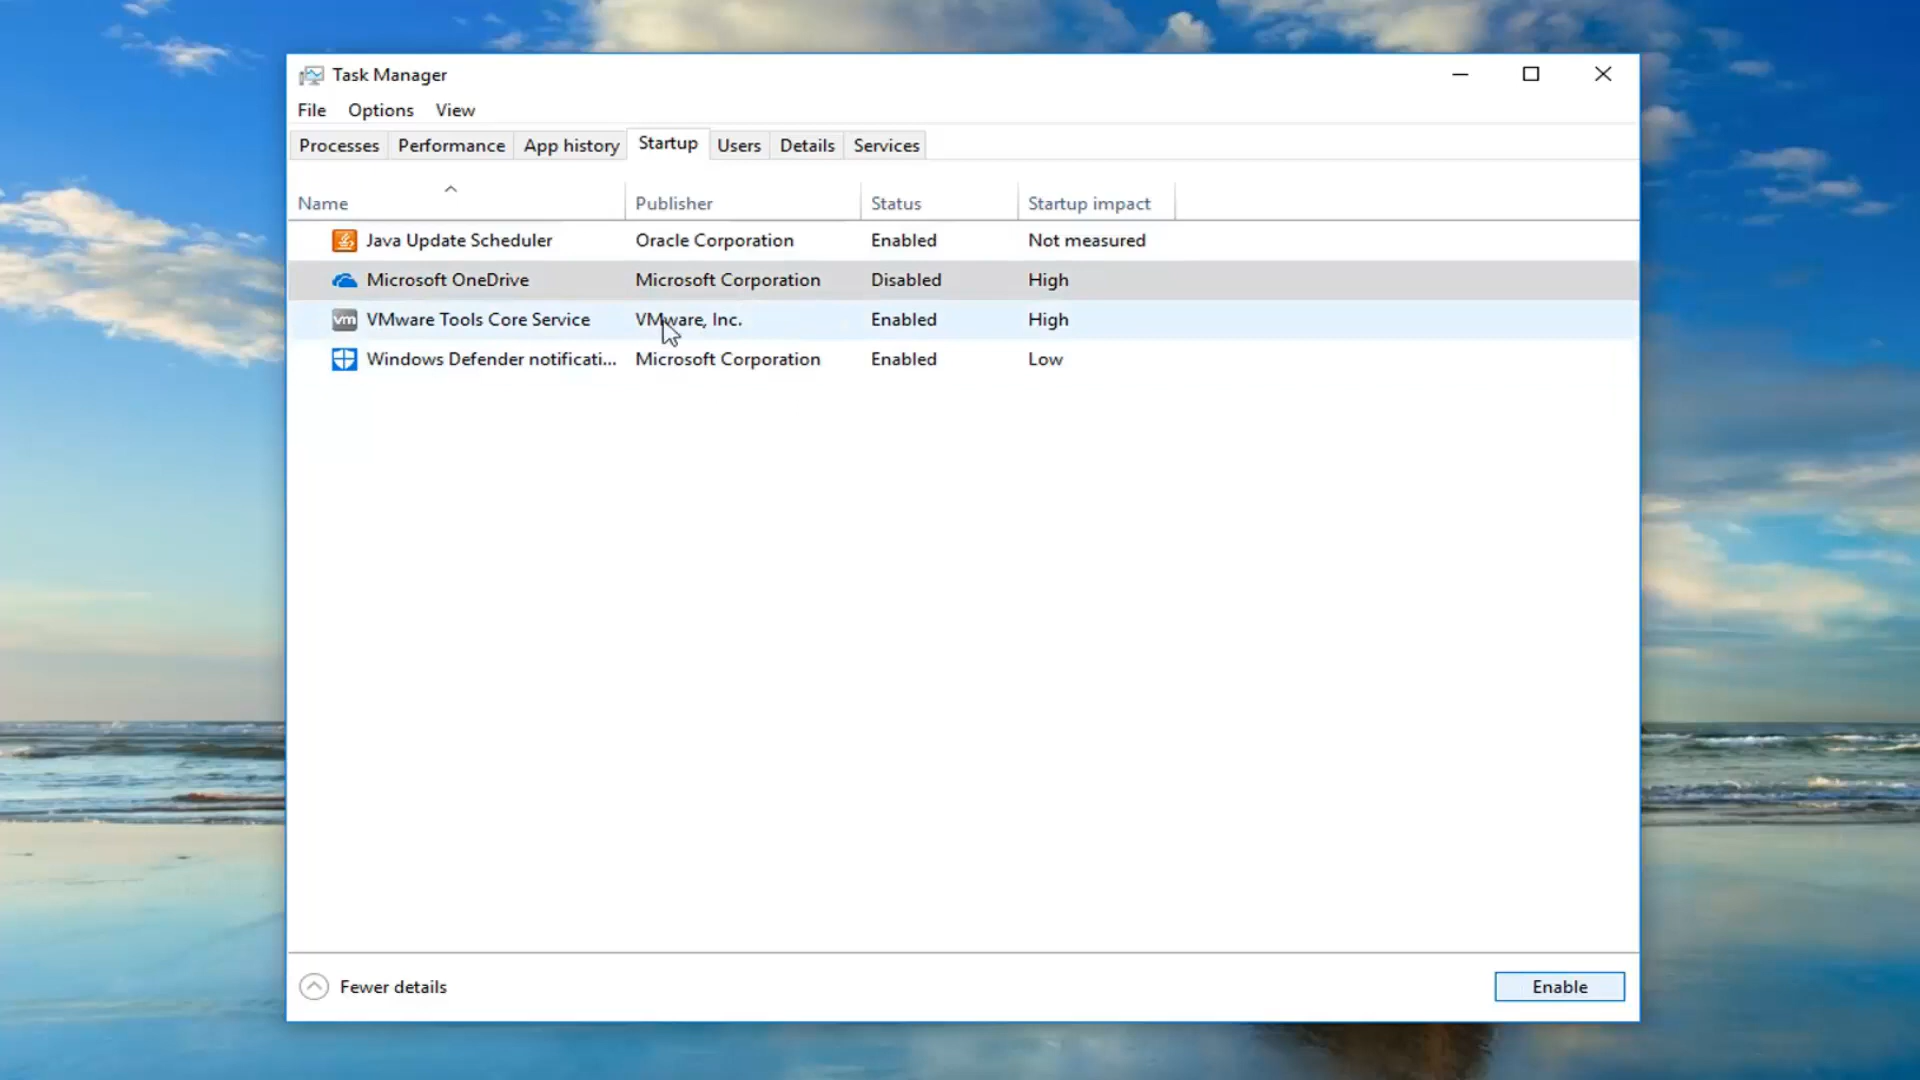 Task Manager
File Options View
Processes Performance App history Startup Users Details Services
Name Publisher Status Startup impact
Java Update Scheduler Oracle Corporation Enabled Not measured
Microsoft OneDrive Microsoft Corporation Disabled High
vm VMware Tools Core Service VMware, Inc. Enabled High
Windows Defender notificati... Microsoft Corporation Enabled Low
Fewer details Enable